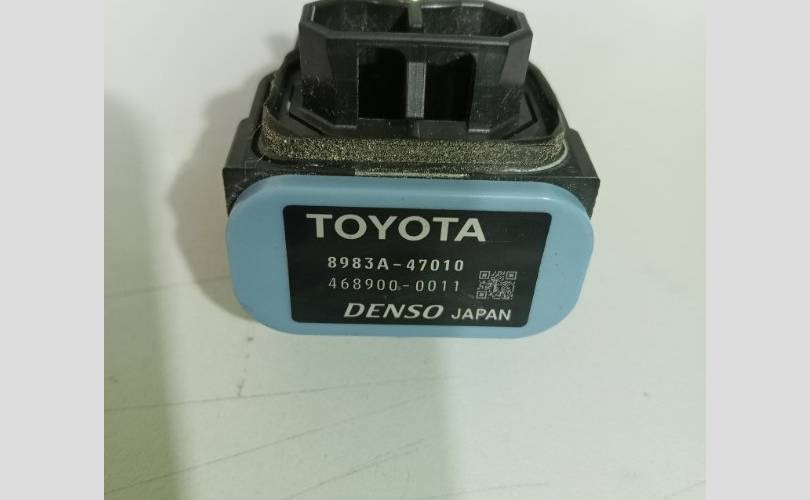 TOYOTA
8983A-47010
468900-0011
DENSO JAPAN